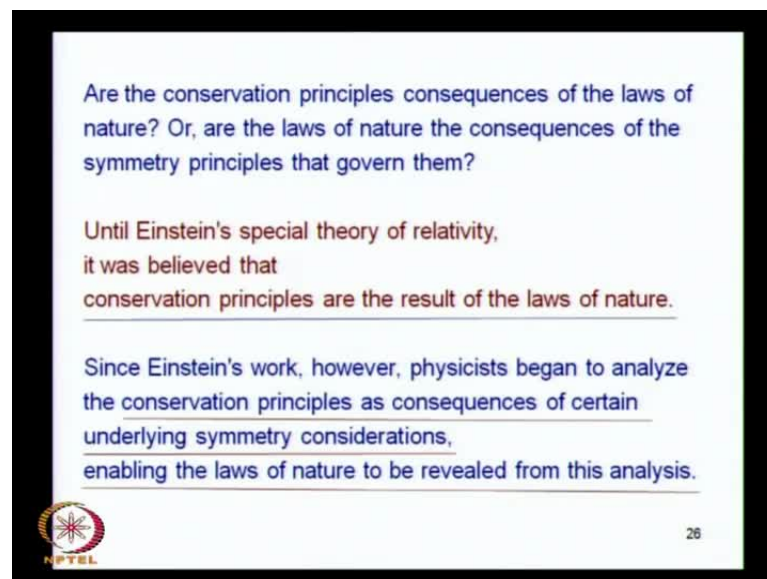 Are the conservation principles consequences of the laws of
nature? Or, are the laws of nature the consequences of the
symmetry principles that govern them?
Until Einstein's special theory of relativity,
it was believed that
conservation principles are the result of the laws of nature.
Since Einstein's work, however, physicists began to analyze
the conservation principles as consequences of certain
underlying symmetry considerations,
enabling the laws of nature to be revealed from this analysis.
26
NPTEL